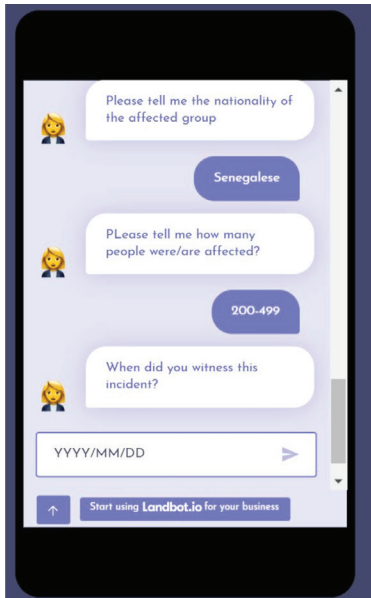 Please tell me the nationality of
the affected group
Senegalese
PLease tell me how many
people were/are affected?
200-499
When did you witness this
incident?
YYYY/MM/DD
Start using Landbot.io for your business